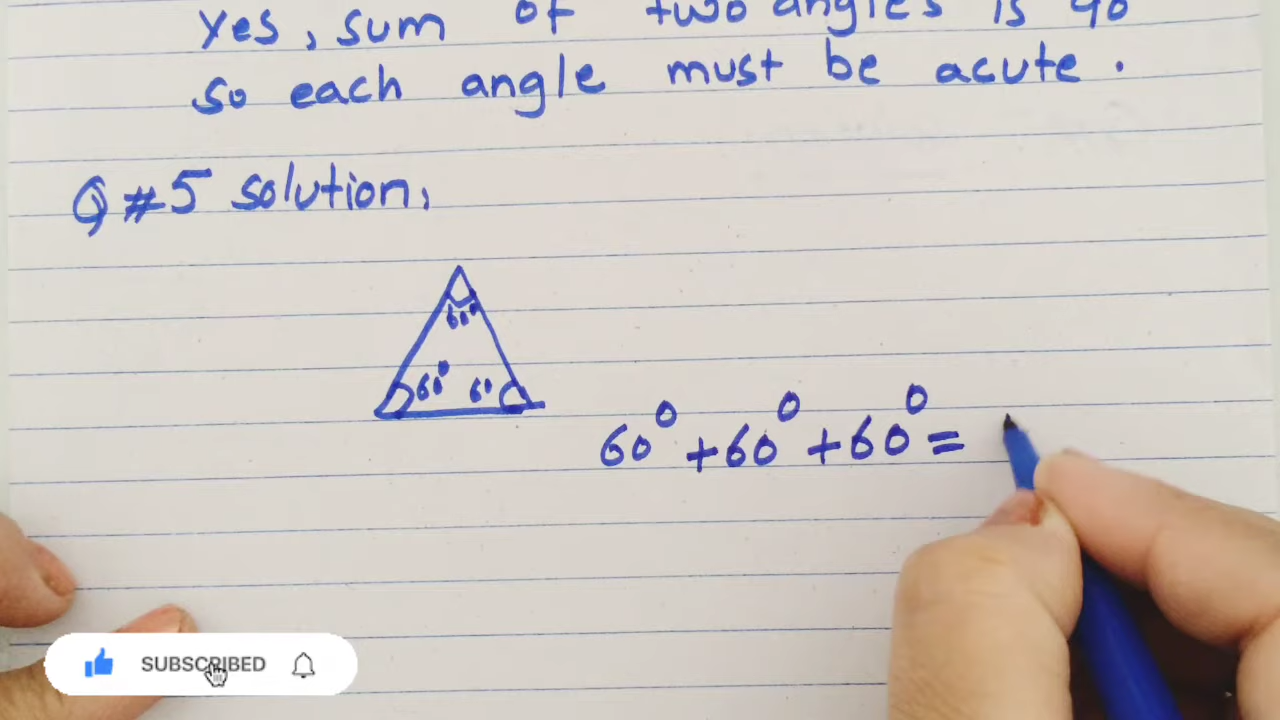 Yes, sum of two angles is 90
so each angle must be acute.
Q #5 solution,
60°
60° 60
60° + 60° + 60° =
SUBSCRIBED